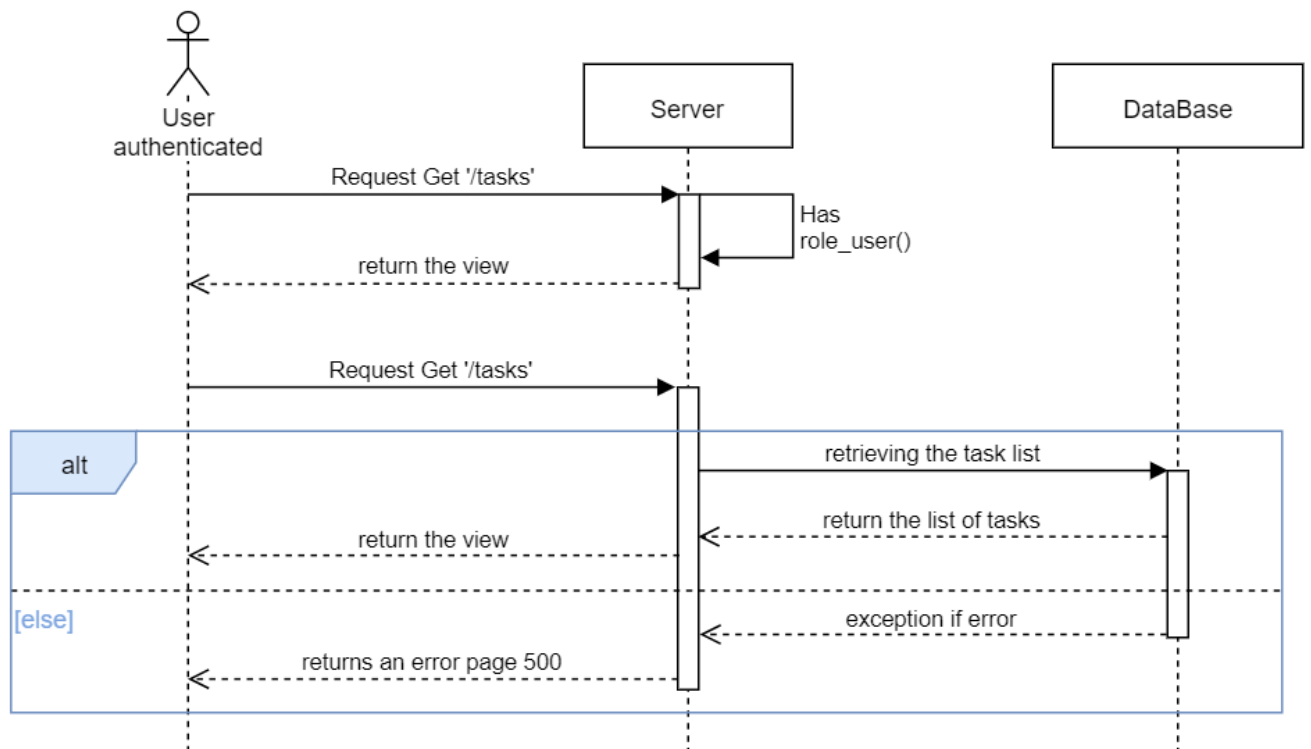 User
authenticated
Server
DataBase
Request Get '/tasks'
Has
role_user()
return the view
Request Get '/tasks'
alt
retrieving the task list
return the list of tasks
return the view
[else]
exception if error
returns an error page 500